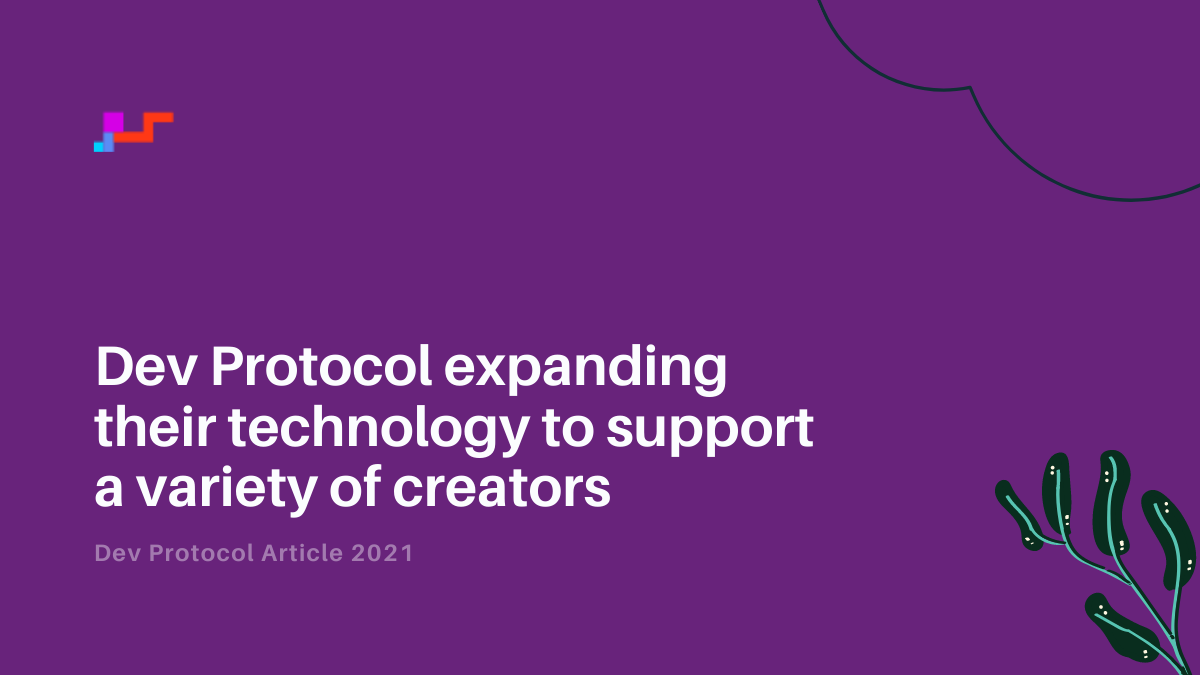 Dev Protocol expanding
their technology to support
a variety of creators
Dev Protocol Article 2021